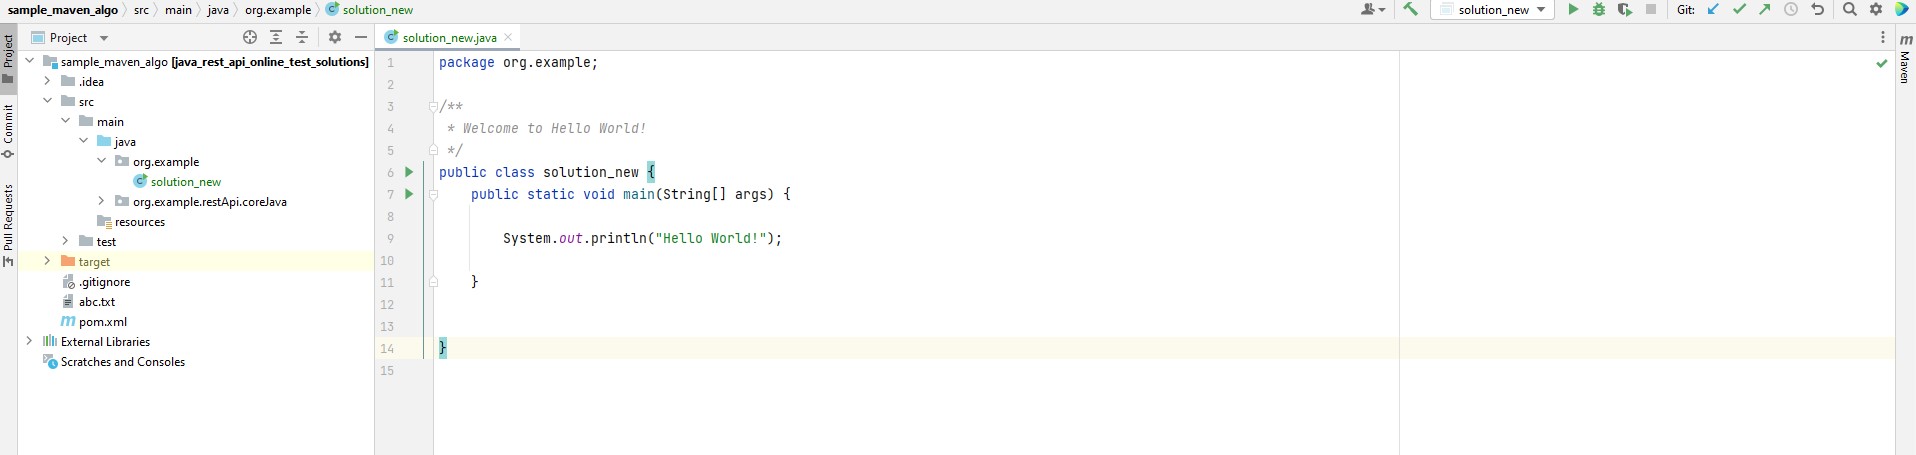 sample_maven_algo src main java org.example solution_new
solution_new
Git:
Project
Project
Commit
Pull Requests
sample_maven_algo [java_rest_api_online_test_solutions]
.idea
src
main
java
org.example
solution_new
org.example.restApi.coreJava
resources
test
target
.gitignore
abc.txt
pom.xml
External Libraries
Scratches and Consoles
solution_new.java
1 package org.example;
2
3 /**
4 * Welcome to Hello World!
5 */
6 public class solution_new {
7 public static void main(String[] args) {
8
9 System.out.println("Hello World!");
10
11 }
12
13
14 }
15
m Maven